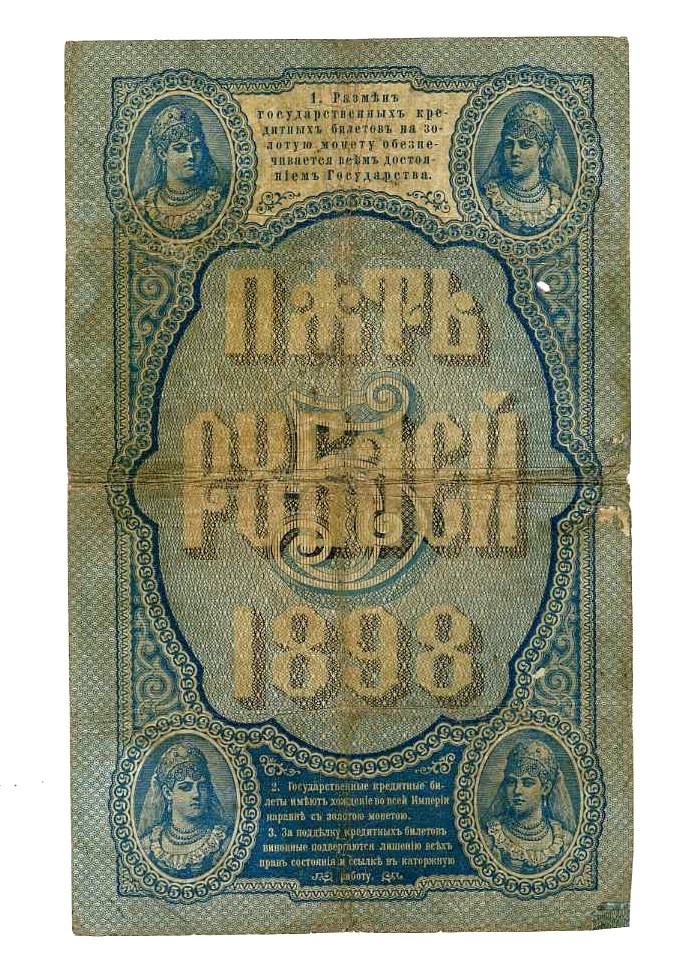 1. Размѣнъ
государственныхъ кре-
дитныхъ билетовъ на зо-
лотую монету обезпе-
чивается всѣмъ достоя-
ніемъ Государства.
ПѦТЬ
5
РУБЛЕЙ
1898
2. Государственные кредитные би-
леты имѣютъ хожденіе во всей Имперіи
наравнѣ съ золотою монетою.
3. За поддѣлку кредитныхъ билетовъ
виновные подвергаются лишенію всѣхъ
правъ состоянія и ссылкѣ въ каторжную
работу.